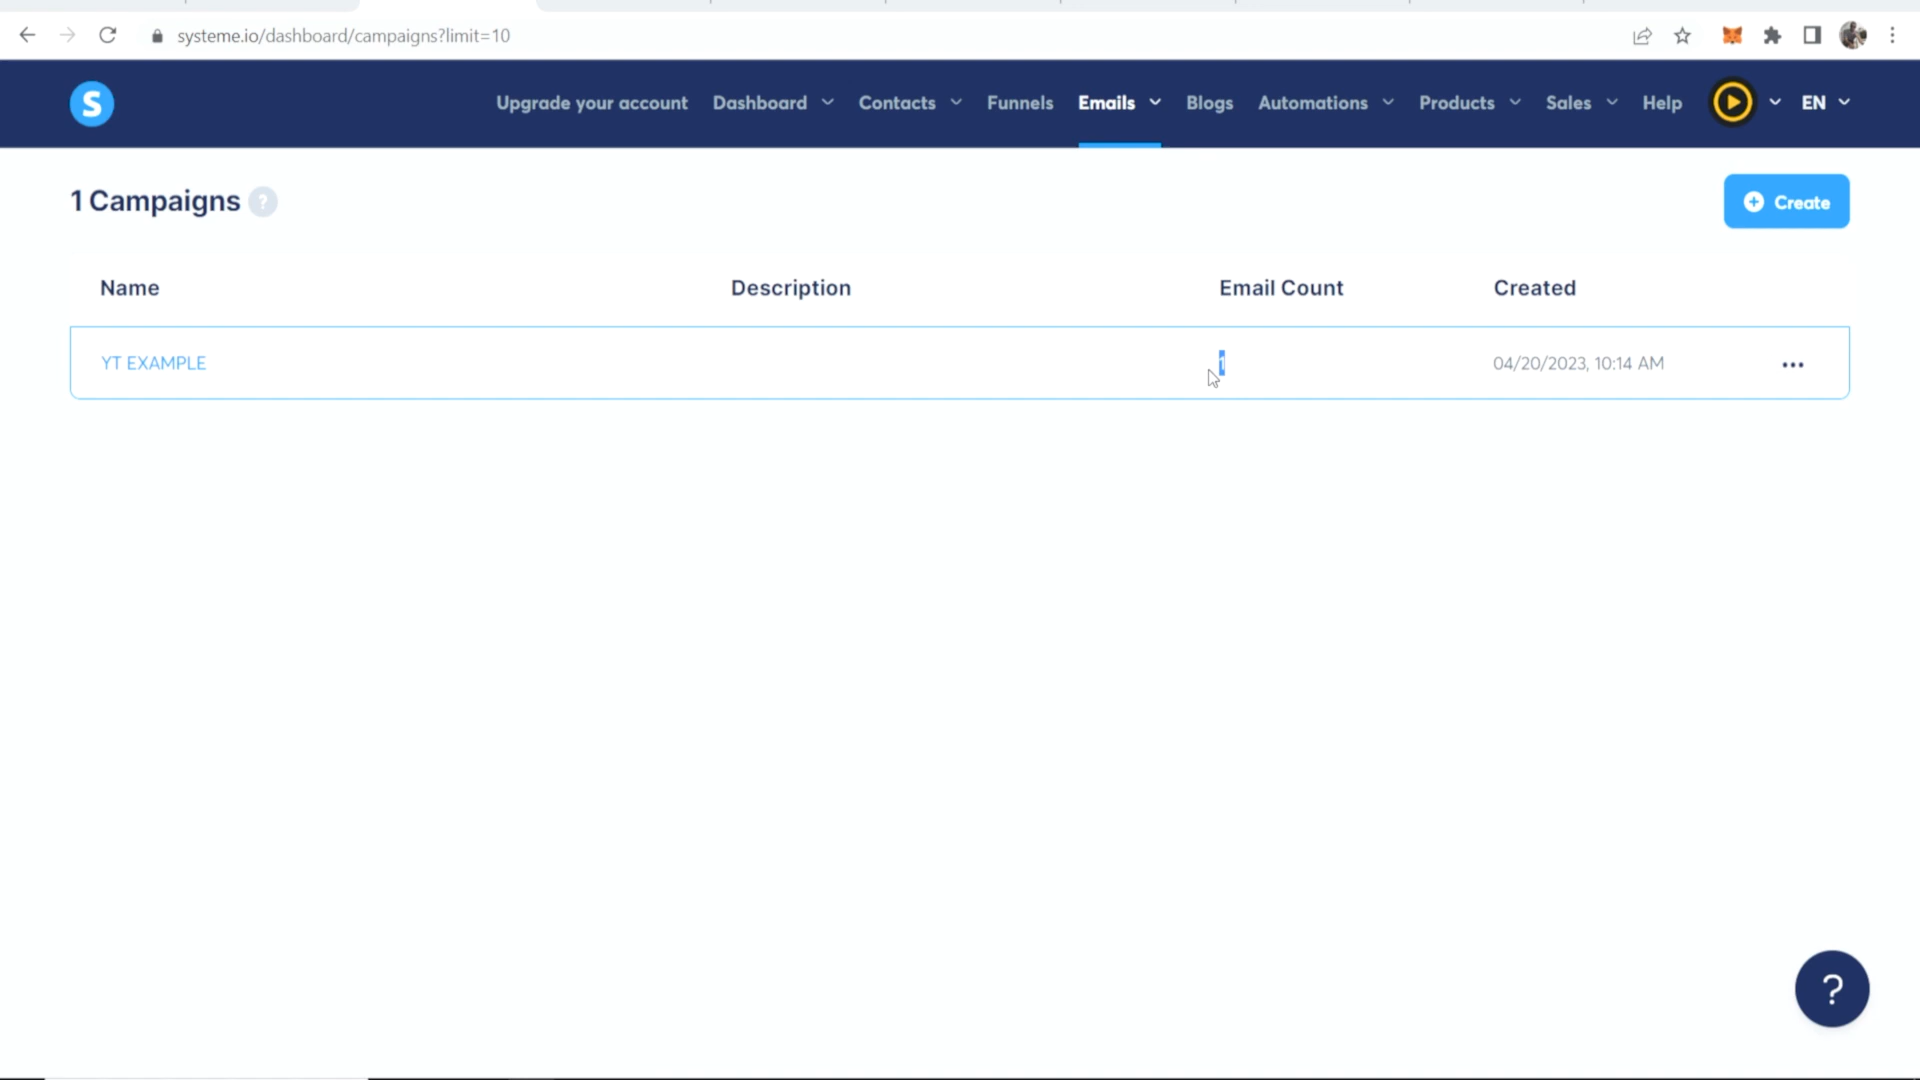 systeme.io/dashboard/campaigns?limit=10
S
Upgrade your account Dashboard Contacts Funnels Emails Blogs Automations Products Sales Help EN
1 Campaigns ?
Create
Name Description Email Count Created
YT EXAMPLE 1 04/20/2023, 10:14 AM
?